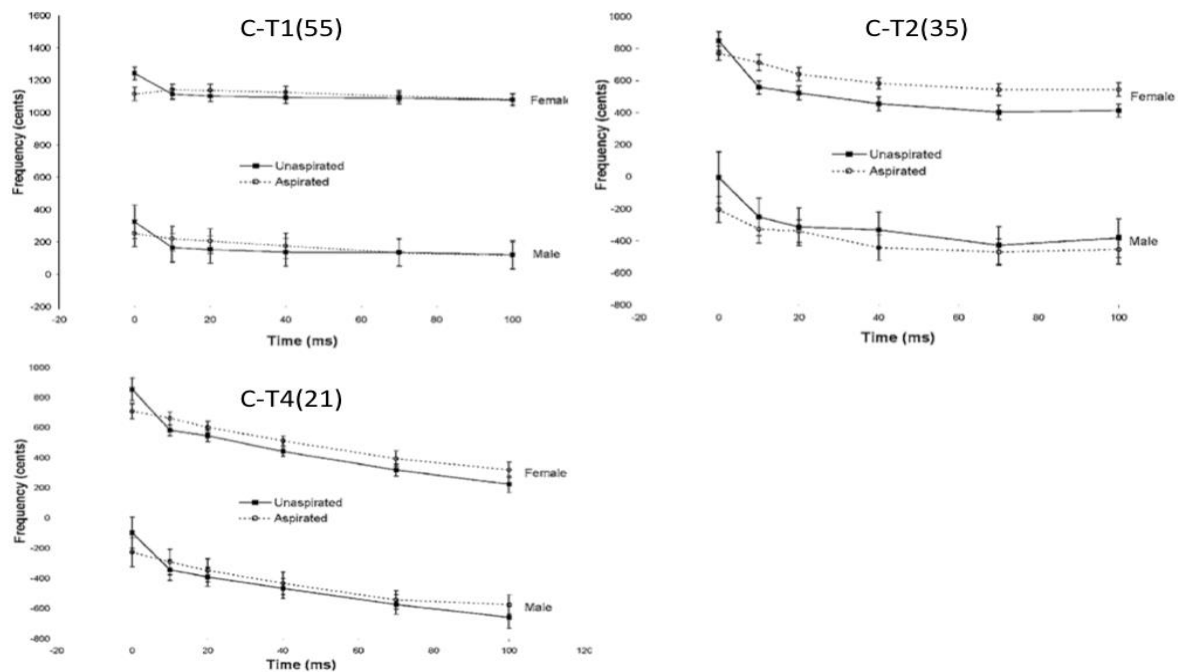 C-T1(55)
1600
1400
1200
1000
800
600
400
200
0
-200
Frequency (cents)
Female
Unaspirated
Aspirated
Male
-20
0
20
40
60
80
100
Time (ms)
C-T2(35)
1000
800
600
400
200
0
-200
-400
-600
-800
Frequency (cents)
Female
Unaspirated
Aspirated
Male
-20
0
20
40
60
80
100
Time (ms)
C-T4(21)
1000
800
600
400
200
0
-200
-400
-600
-800
Frequency (cents)
Female
Unaspirated
Aspirated
Male
-20
0
20
40
60
80
100
120
Time (ms)